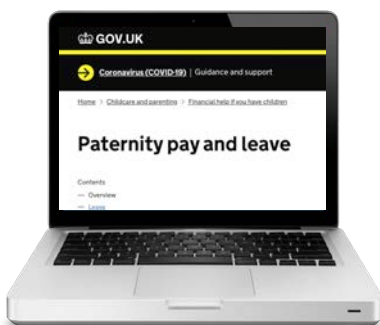 GOV.UK
Coronavirus (COVID-19) | Guidance and support
Home > Childcare and parenting > Financial help if you have children
Paternity pay and leave
Contents
— Overview
— Leave